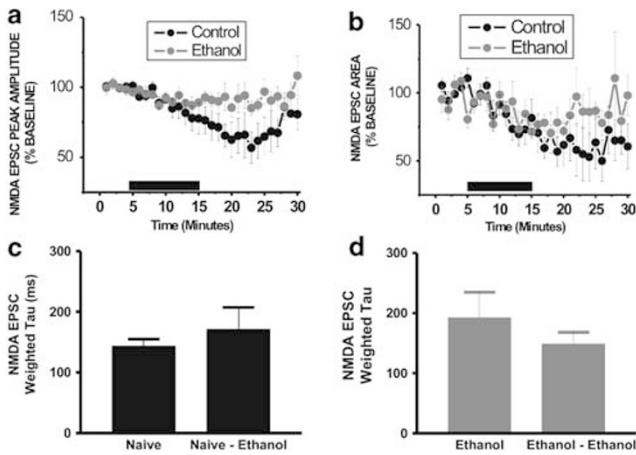 a
Control
Ethanol
NMDA EPSC PEAK AMPLITUDE
(% BASELINE)
150
100
50
0 5 10 15 20 25 30
Time (Minutes)
b
Control
Ethanol
NMDA EPSC AREA
(% BASELINE)
150
100
50
0 5 10 15 20 25 30
Time (Minutes)
c
NMDA EPSC
Weighted Tau (ms)
300
200
100
0
Naive Naive - Ethanol
d
NMDA EPSC
Weighted Tau
300
200
100
0
Ethanol Ethanol - Ethanol